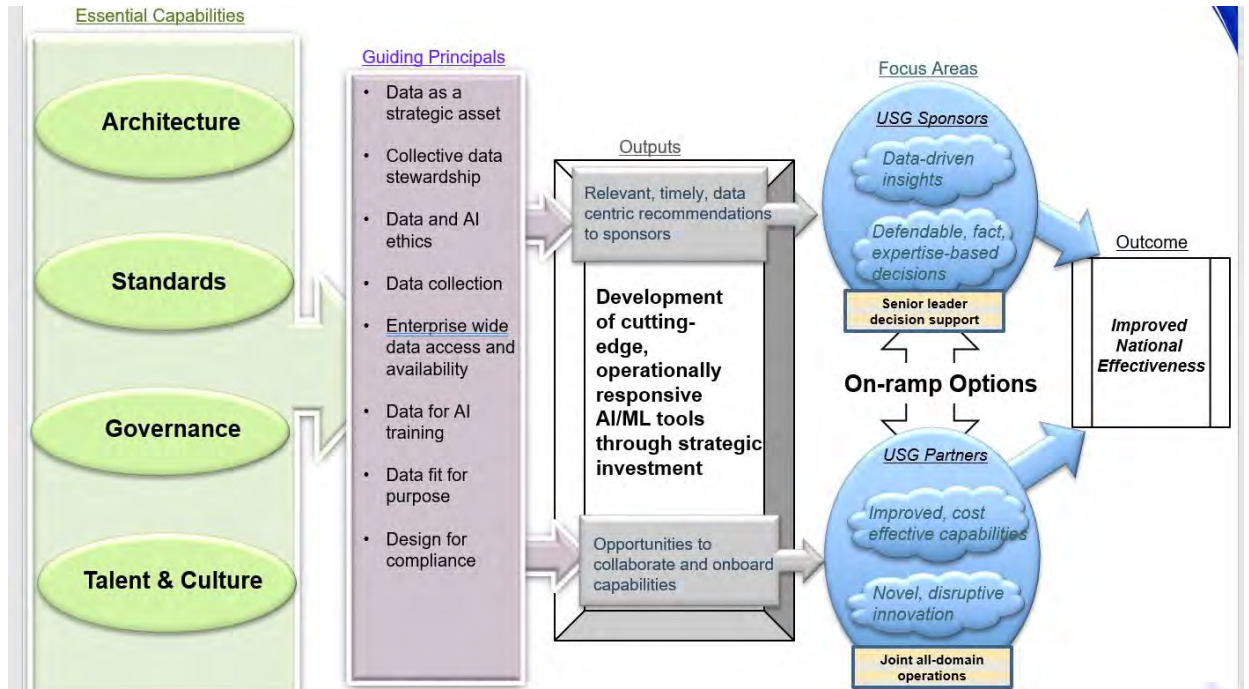 Essential Capabilities
Architecture
Standards
Governance
Talent & Culture
Guiding Principals
• Data as a
strategic asset
• Collective data
stewardship
• Data and AI
ethics
• Data collection
• Enterprise wide
data access and
availability
• Data for AI
training
• Data fit for
purpose
• Design for
compliance
Outputs
Relevant, timely, data
centric recommendations
to sponsors
Development
of cutting-
edge,
operationally
responsive
AI/ML tools
through strategic
investment
Opportunities to
collaborate and onboard
capabilities
Focus Areas
USG Sponsors
Data-driven
insights
Defendable, fact,
expertise-based
decisions
Senior leader
decision support
On-ramp Options
USG Partners
Improved, cost
effective capabilities
Novel, disruptive
innovation
Joint all-domain
operations
Outcome
Improved
National
Effectiveness